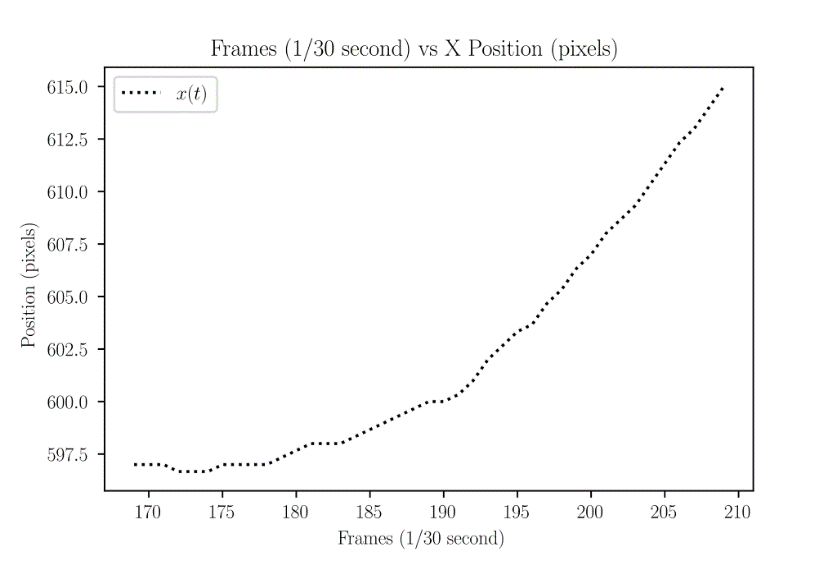 Frames (1/30 second) vs X Position (pixels)
x(t)
615.0
612.5
610.0
607.5
605.0
602.5
600.0
597.5
Position (pixels)
170 175 180 185 190 195 200 205 210
Frames (1/30 second)